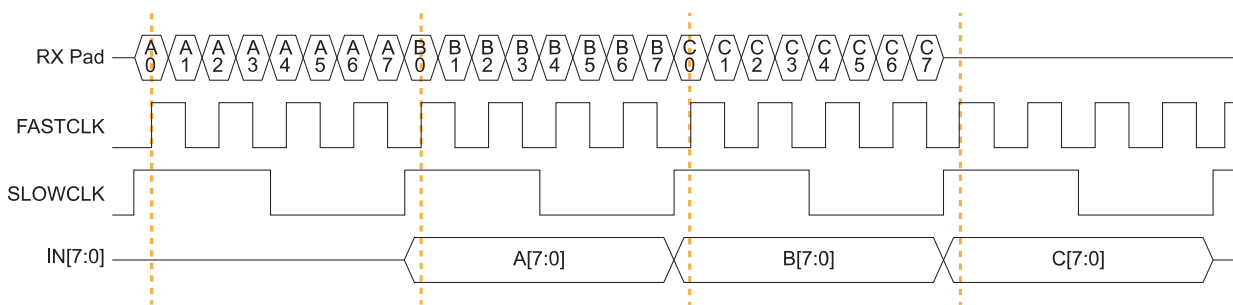 RX Pad
A0 A1 A2 A3 A4 A5 A6 A7 B0 B1 B2 B3 B4 B5 B6 B7 C0 C1 C2 C3 C4 C5 C6 C7
FASTCLK
SLOWCLK
IN[7:0]
A[7:0] B[7:0] C[7:0]